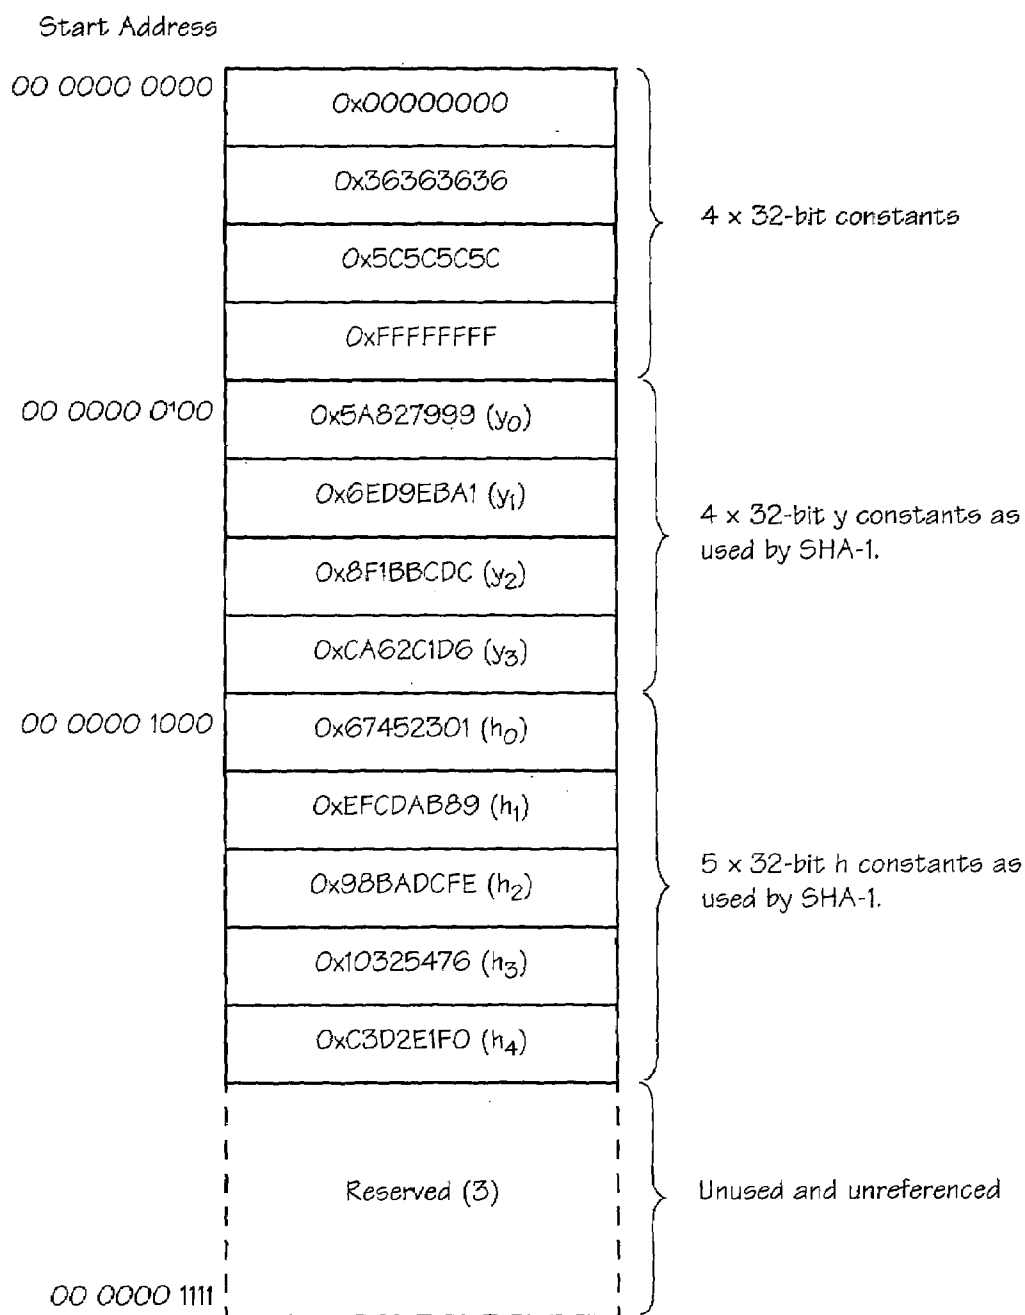 Start Address
00 0000 0000
0x00000000
0x36363636
0x5C5C5C5C
0xFFFFFFFF
4 x 32-bit constants
00 0000 0100
0x5A827999 (y0)
0x6ED9EBA1 (y1)
0x8F1BBCDC (y2)
0xCA62C1D6 (y3)
4 x 32-bit y constants as
used by SHA-1.
00 0000 1000
0x67452301 (h0)
0xEFCDAB89 (h1)
0x98BADCFE (h2)
0x10325476 (h3)
0xC3D2E1F0 (h4)
5 x 32-bit h constants as
used by SHA-1.
Reserved (3)
Unused and unreferenced
00 0000 1111